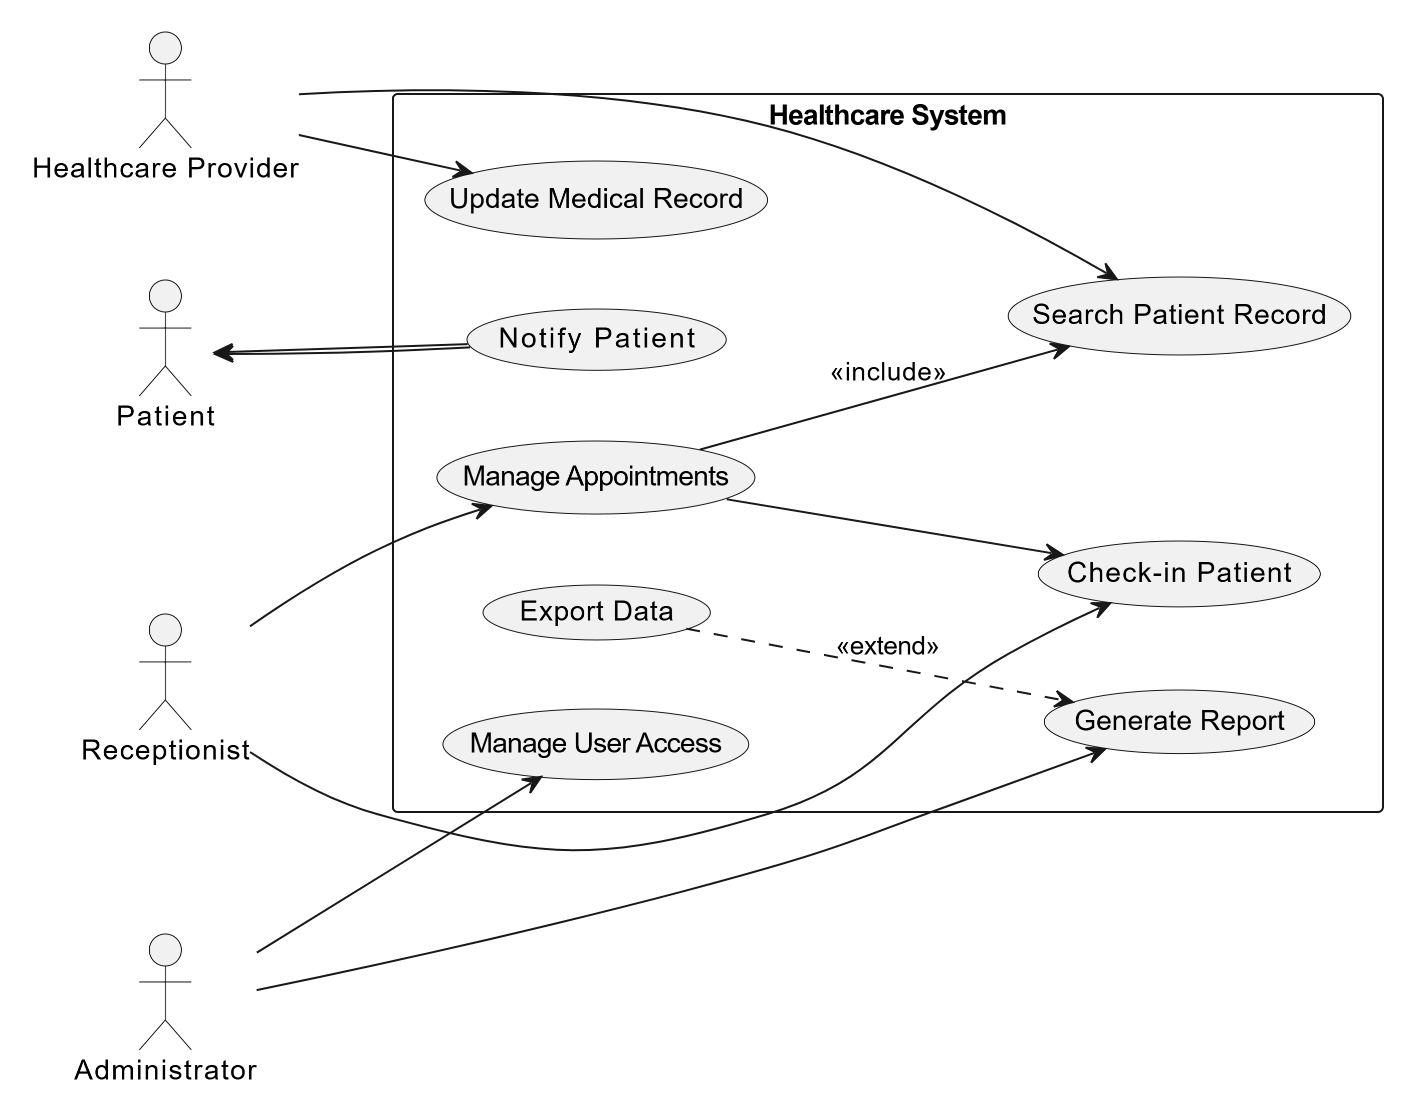 Healthcare System
Healthcare Provider
Update Medical Record
Search Patient Record
Notify Patient
«include»
Patient
Manage Appointments
Check-in Patient
Export Data
«extend»
Generate Report
Manage User Access
Receptionist
Administrator